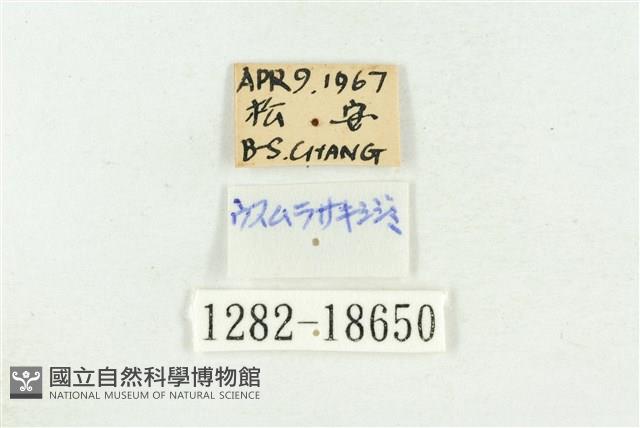 APR 9. 1967
松 安
B-S. CHANG
ウスムラサキシジミ
1282-18650
國立自然科學博物館
NATIONAL MUSEUM OF NATURAL SCIENCE